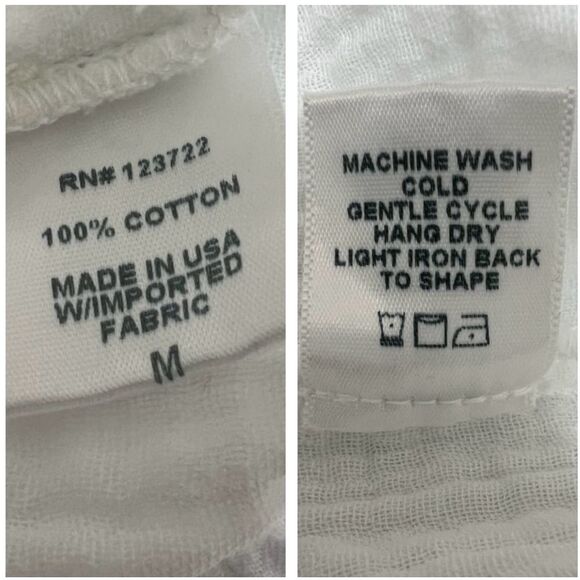 RN# 123722
100% COTTON
MADE IN USA
W/IMPORTED
FABRIC
M
MACHINE WASH
COLD
GENTLE CYCLE
HANG DRY
LIGHT IRON BACK
TO SHAPE